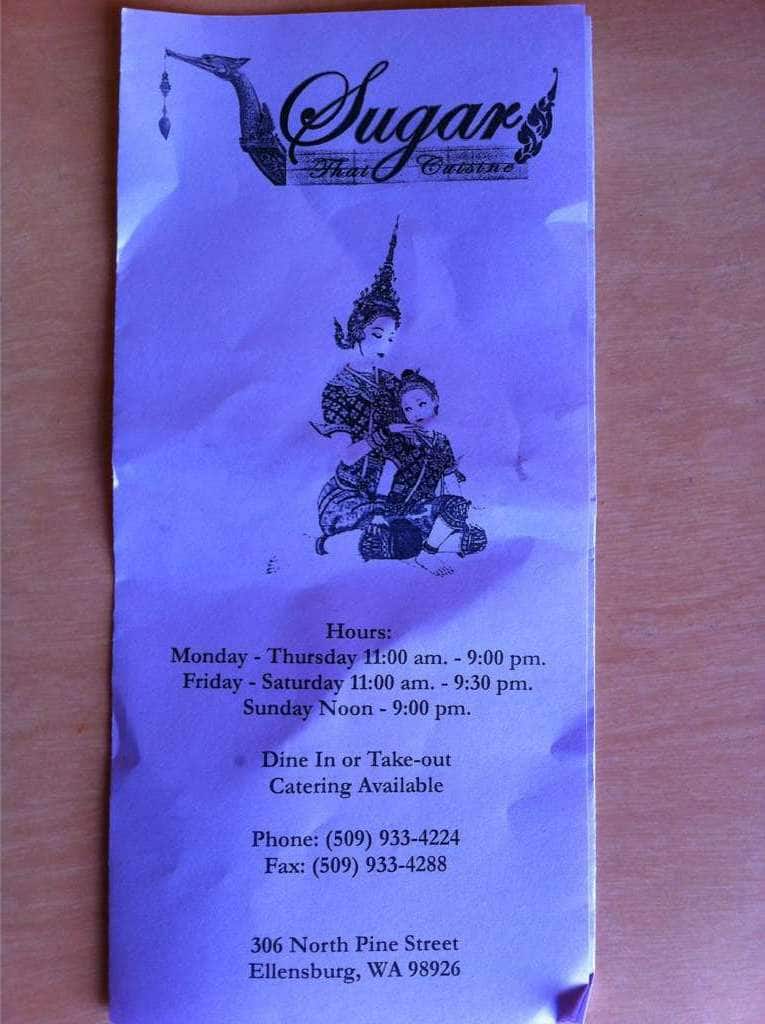 Sugar
Thai Cuisine
Hours:
Monday - Thursday 11:00 am. - 9:00 pm.
Friday - Saturday 11:00 am. - 9:30 pm.
Sunday Noon - 9:00 pm.
Dine In or Take-out
Catering Available
Phone: (509) 933-4224
Fax: (509) 933-4288
306 North Pine Street
Ellensburg, WA 98926